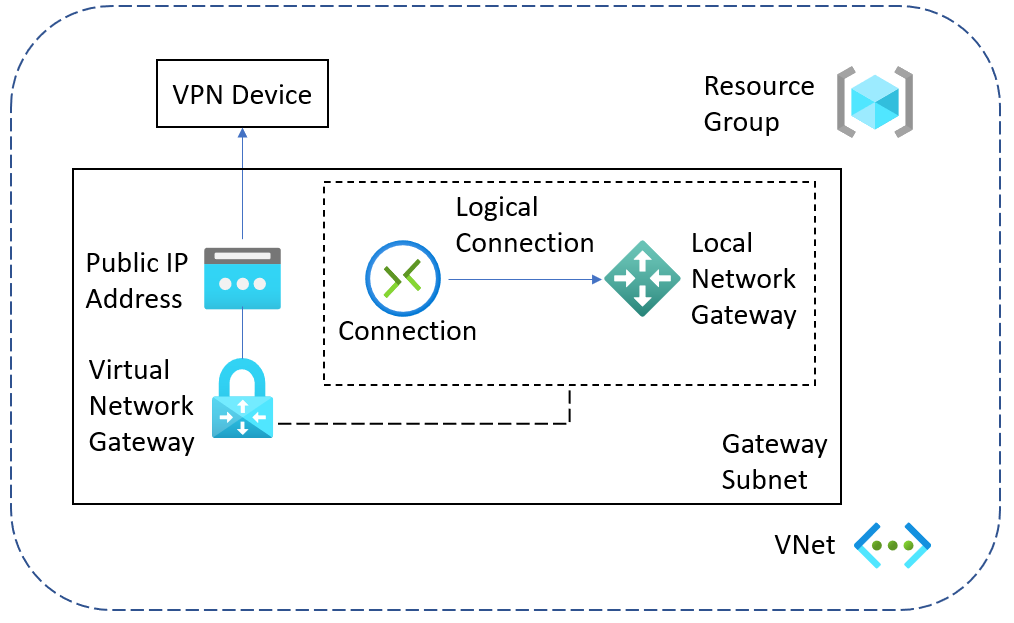 VPN Device
Resource
Group
Logical
Connection
Public IP
Address
Local
Network
Gateway
Connection
Virtual
Network
Gateway
Gateway
Subnet
VNet